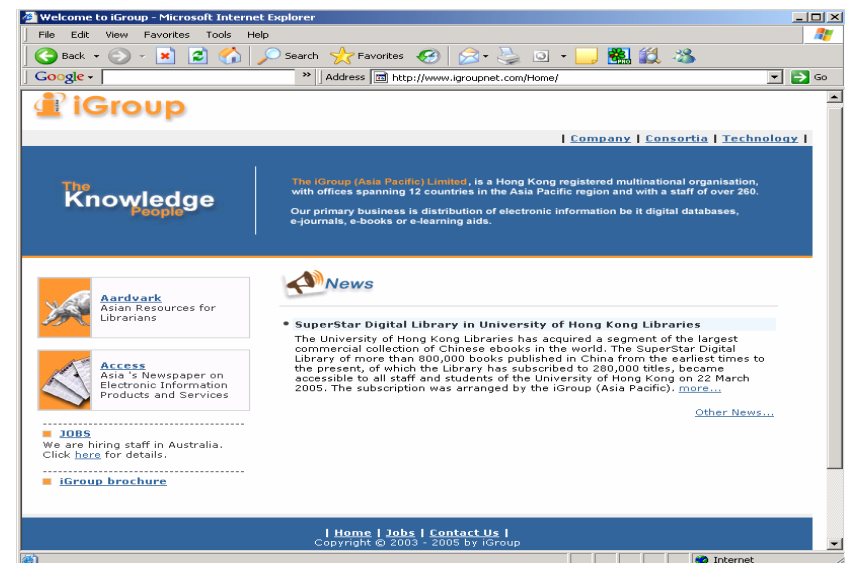 Welcome to iGroup - Microsoft Internet Explorer
File Edit View Favorites Tools Help
Back Search Favorites
Google Address http://www.igroupnet.com/Home/ Go
iGroup
| Company | Consortia | Technology |
The Knowledge People
The iGroup (Asia Pacific) Limited, is a Hong Kong registered multinational organisation,
with offices spanning 12 countries in the Asia Pacific region and with a staff of over 260.
Our primary business is distribution of electronic information be it digital databases,
e-journals, e-books or e-learning aids.
Aardvark
Asian Resources for
Librarians
Access
Asia 's Newspaper on
Electronic Information
Products and Services
JOBS
We are hiring staff in Australia.
Click here for details.
iGroup brochure
News
• SuperStar Digital Library in University of Hong Kong Libraries
The University of Hong Kong Libraries has acquired a segment of the largest
commercial collection of Chinese ebooks in the world. The SuperStar Digital
Library of more than 800,000 books published in China from the earliest times to
the present, of which the Library has subscribed to 280,000 titles, became
accessible to all staff and students of the University of Hong Kong on 22 March
2005. The subscription was arranged by the iGroup (Asia Pacific). more...
Other News...
| Home | Jobs | Contact Us |
Copyright © 2003 - 2005 by iGroup
Internet